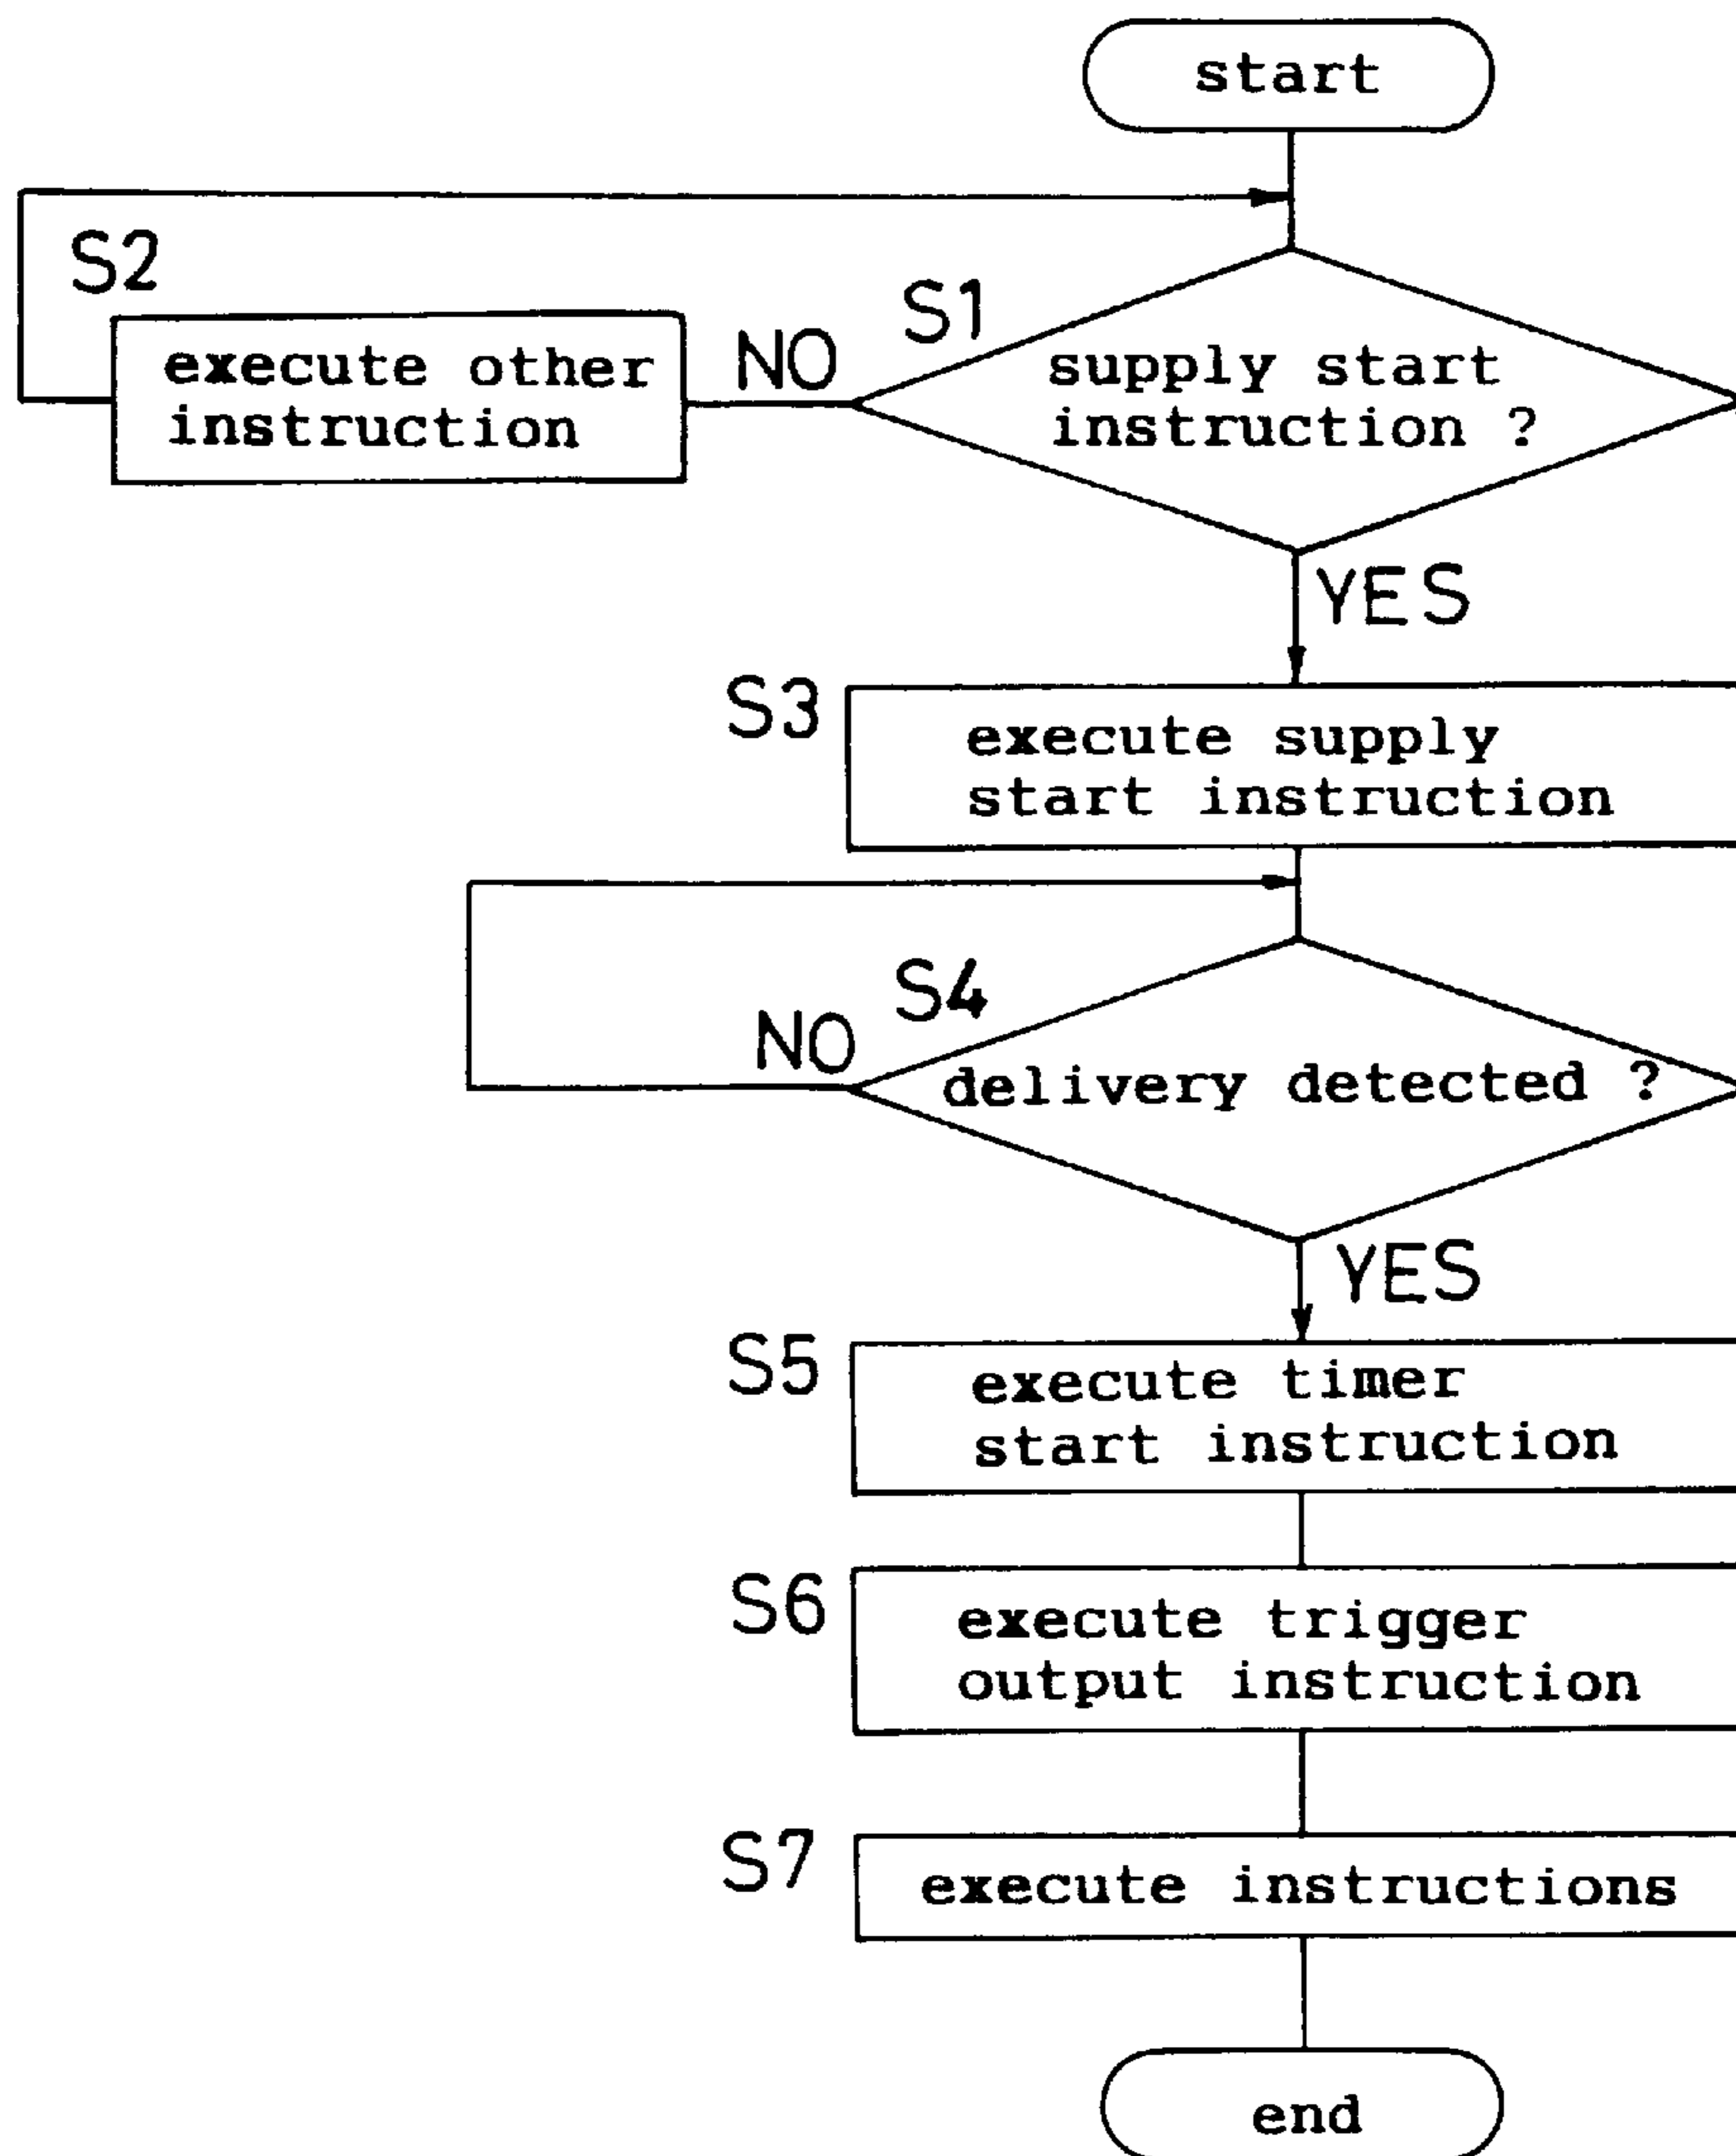 start
S2
S1
execute other
instruction
NO
supply start
instruction ?
YES
S3
execute supply
start instruction
S4
NO
delivery detected ?
YES
S5
execute timer
start instruction
S6
execute trigger
output instruction
S7
execute instructions
end